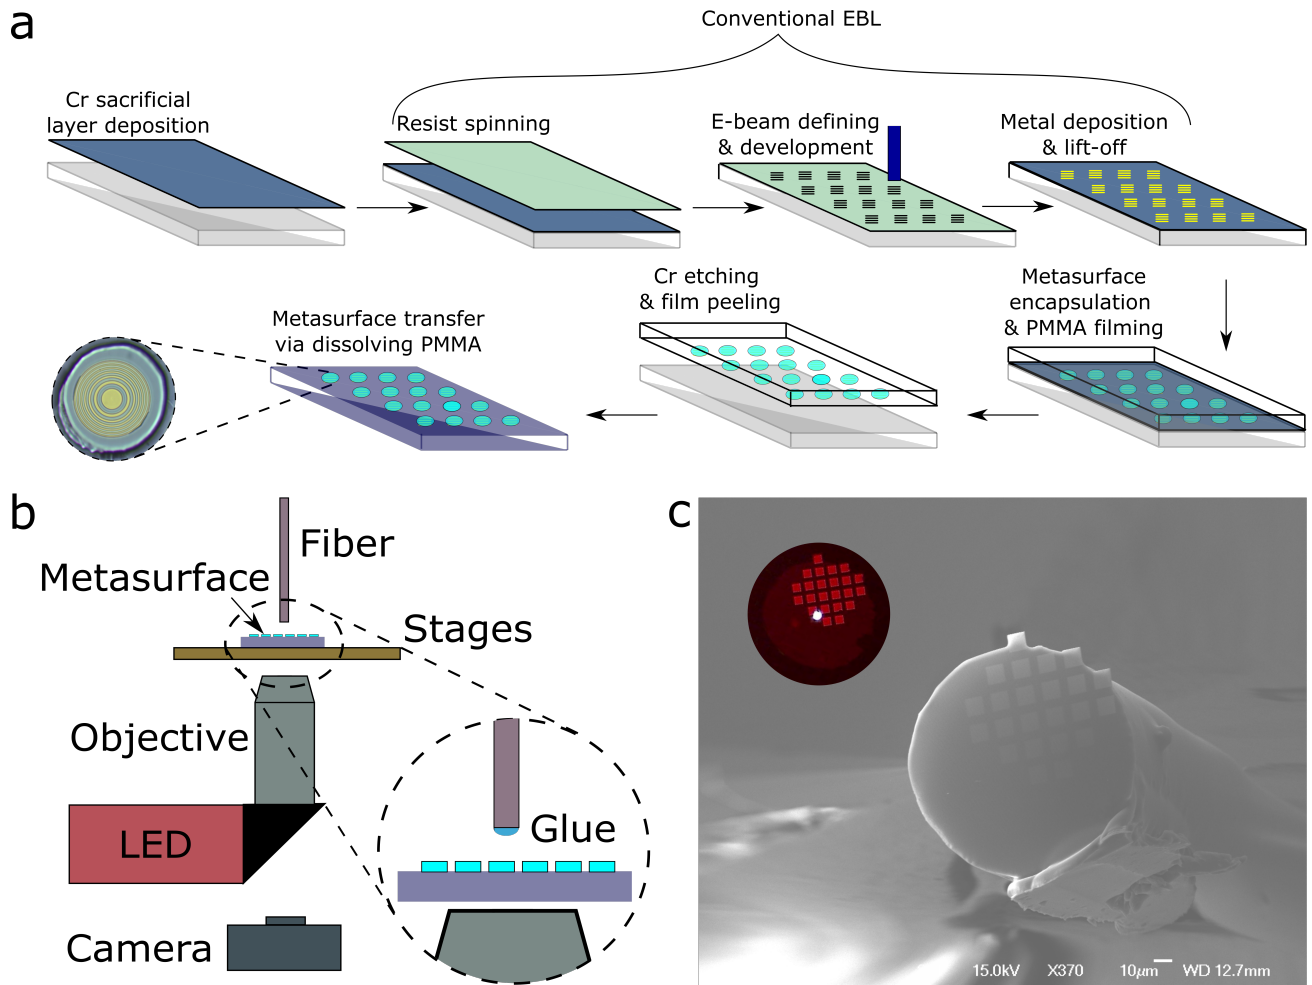 a
Conventional EBL
Cr sacrificial
layer deposition
Resist spinning
E-beam defining
& development
Metal deposition
& lift-off
Metasurface transfer
via dissolving PMMA
Cr etching
& film peeling
Metasurface
encapsulation
& PMMA filming
b
Fiber
Metasurface
Stages
Objective
Glue
LED
Camera
c
15.0kV X370 10μm WD 12.7mm